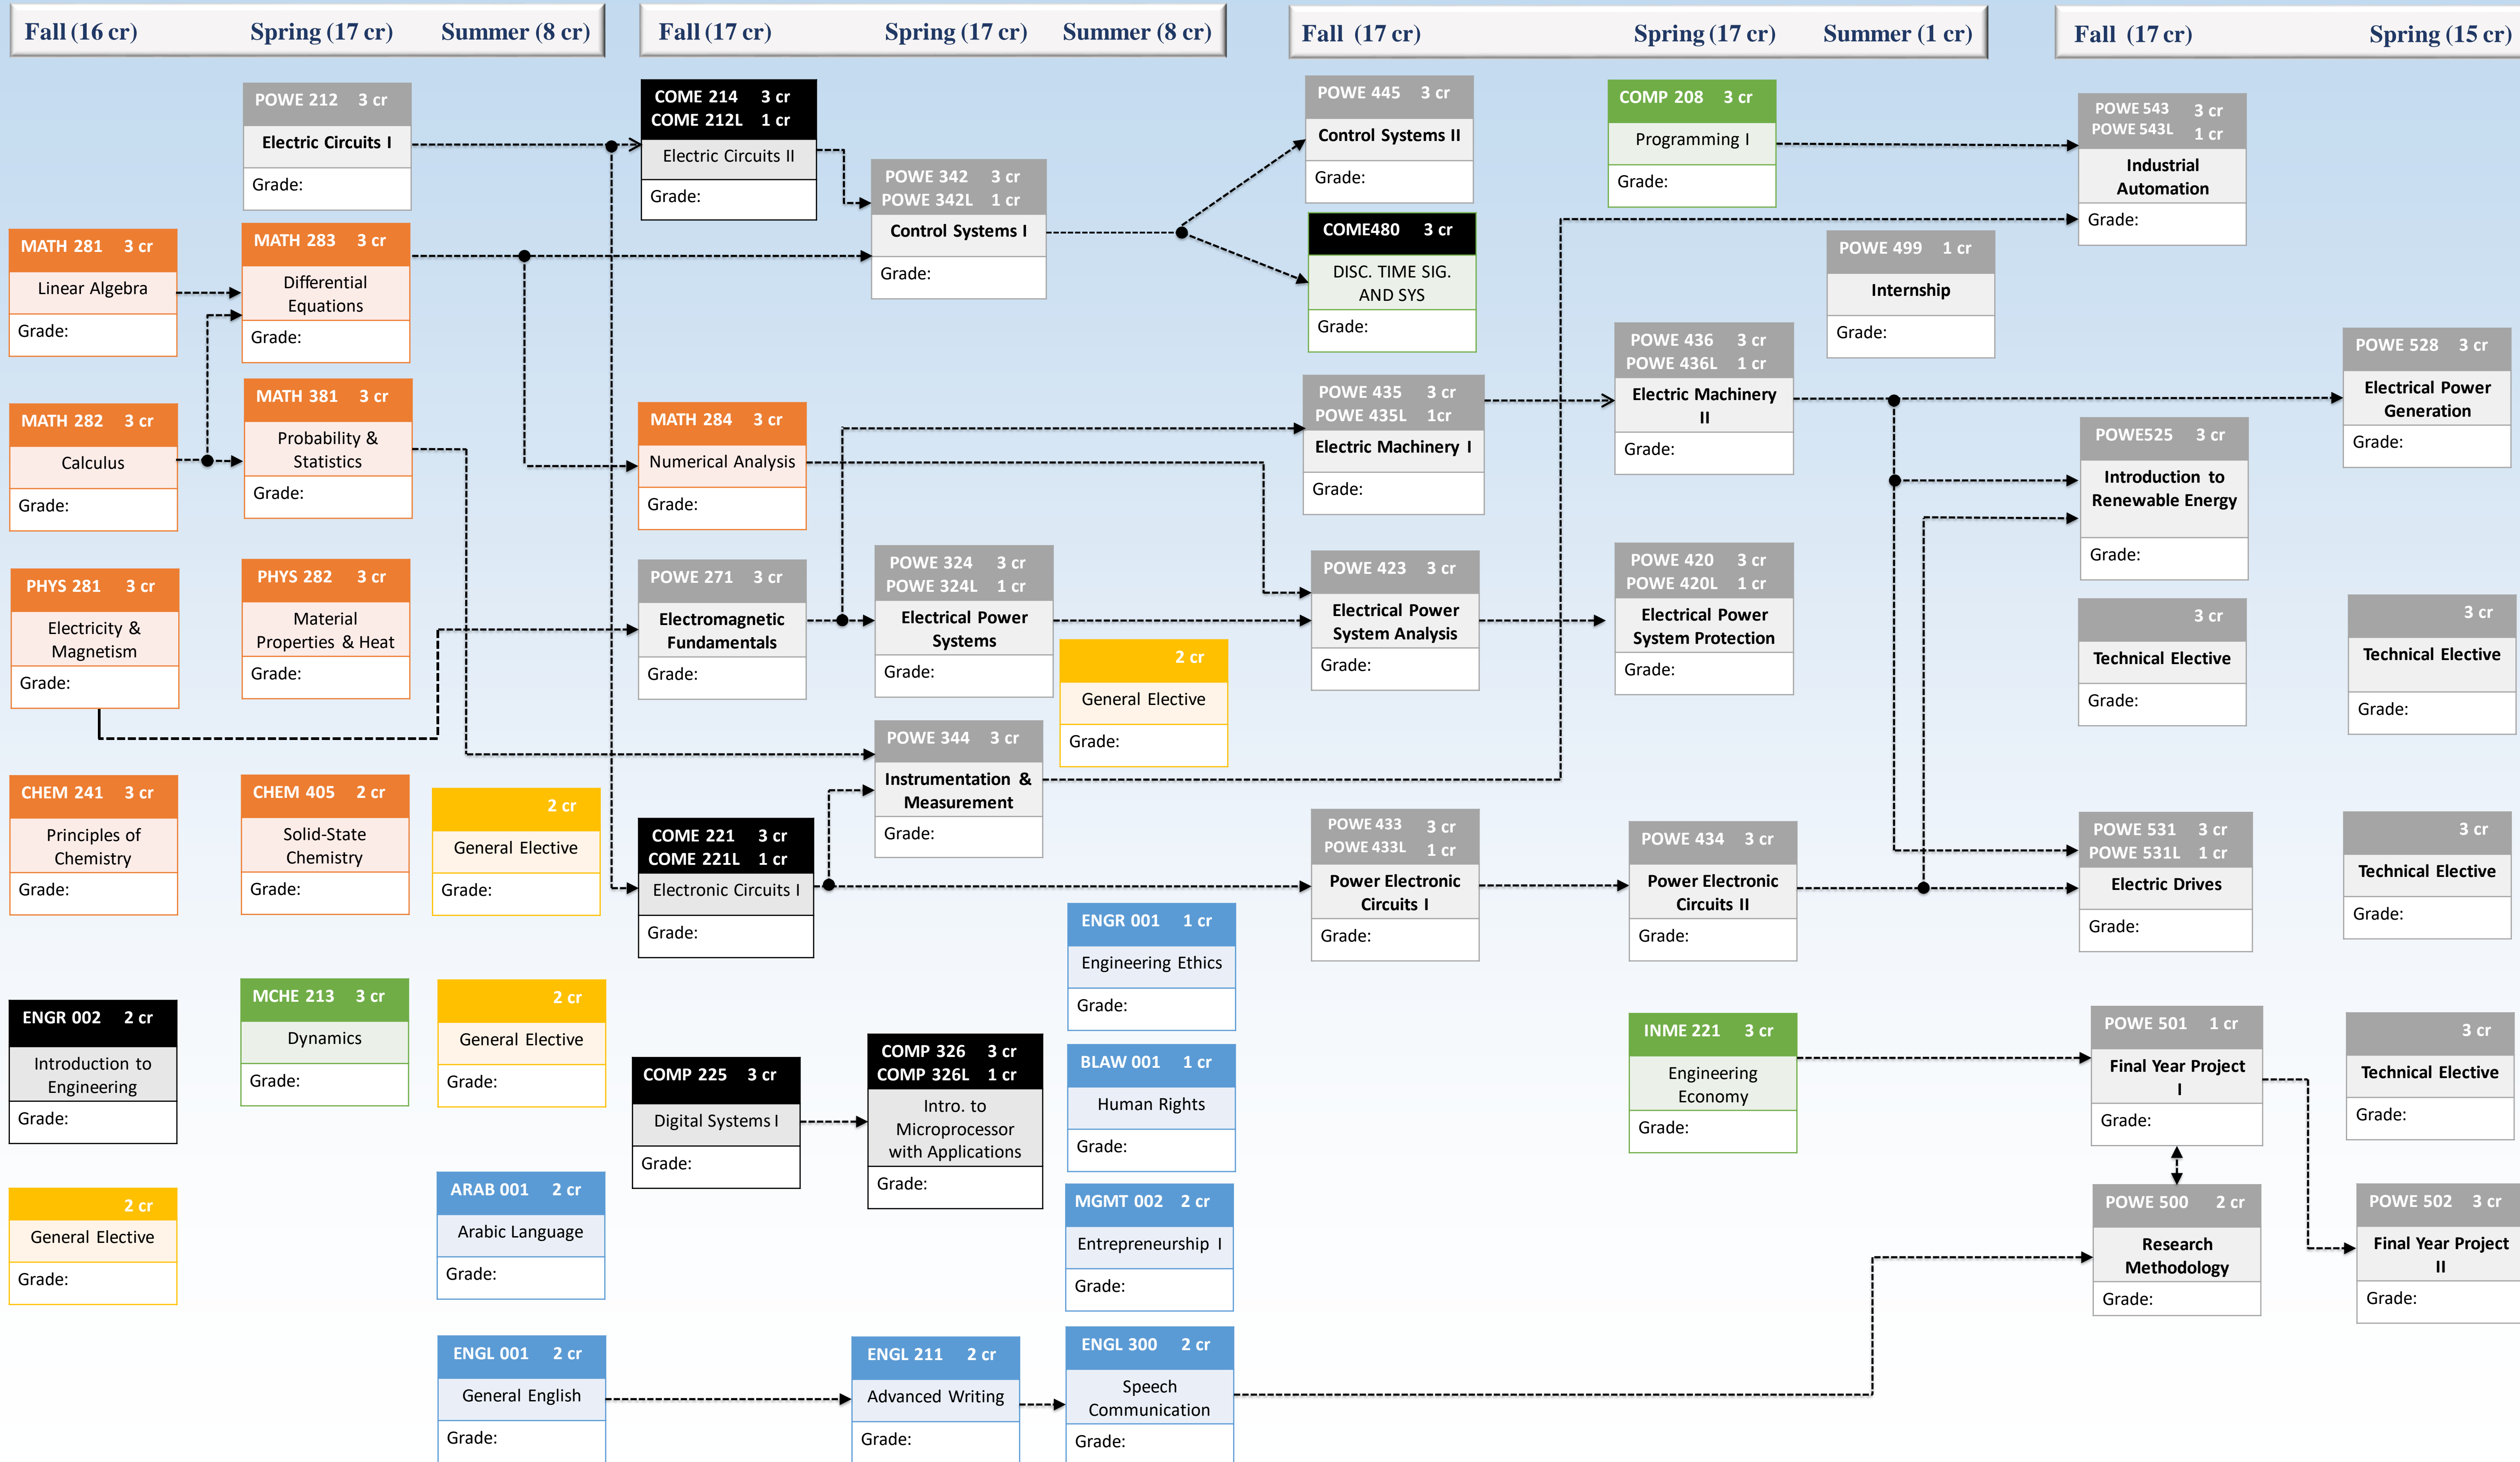 Fall (16 cr)
Spring (17 cr)
Summer (8 cr)
Fall (17 cr)
Spring (17 cr)
Summer (8 cr)
Fall (17 cr)
Spring (17 cr)
Summer (1 cr)
Fall (17 cr)
Spring (15 cr)
MATH 281 3 cr
Linear Algebra
Grade:
MATH 282 3 cr
Calculus
Grade:
PHYS 281 3 cr
Electricity &
Magnetism
Grade:
CHEM 241 3 cr
Principles of
Chemistry
Grade:
ENGR 002 2 cr
Introduction to
Engineering
Grade:
2 cr
General Elective
Grade:
POWE 212 3 cr
Electric Circuits I
Grade:
MATH 283 3 cr
Differential
Equations
Grade:
MATH 381 3 cr
Probability &
Statistics
Grade:
PHYS 282 3 cr
Material
Properties & Heat
Grade:
CHEM 405 2 cr
Solid-State
Chemistry
Grade:
MCHE 213 3 cr
Dynamics
Grade:
2 cr
General Elective
Grade:
2 cr
General Elective
Grade:
ARAB 001 2 cr
Arabic Language
Grade:
ENGL 001 2 cr
General English
Grade:
COME 214 3 cr
COME 212L 1 cr
Electric Circuits II
Grade:
MATH 284 3 cr
Numerical Analysis
Grade:
POWE 271 3 cr
Electromagnetic
Fundamentals
Grade:
COME 221 3 cr
COME 221L 1 cr
Electronic Circuits I
Grade:
COMP 225 3 cr
Digital Systems I
Grade:
POWE 342 3 cr
POWE 342L 1 cr
Control Systems I
Grade:
POWE 324 3 cr
POWE 324L 1 cr
Electrical Power
Systems
Grade:
POWE 344 3 cr
Instrumentation &
Measurement
Grade:
COMP 326 3 cr
COMP 326L 1 cr
Intro. to
Microprocessor
with Applications
Grade:
ENGL 211 2 cr
Advanced Writing
Grade:
2 cr
General Elective
Grade:
ENGR 001 1 cr
Engineering Ethics
Grade:
BLAW 001 1 cr
Human Rights
Grade:
MGMT 002 2 cr
Entrepreneurship I
Grade:
ENGL 300 2 cr
Speech
Communication
Grade:
POWE 445 3 cr
Control Systems II
Grade:
COME480 3 cr
DISC. TIME SIG.
AND SYS
Grade:
POWE 435 3 cr
POWE 435L 1cr
Electric Machinery I
Grade:
POWE 423 3 cr
Electrical Power
System Analysis
Grade:
POWE 433 3 cr
POWE 433L 1 cr
Power Electronic
Circuits I
Grade:
COMP 208 3 cr
Programming I
Grade:
POWE 436 3 cr
POWE 436L 1 cr
Electric Machinery
II
Grade:
POWE 420 3 cr
POWE 420L 1 cr
Electrical Power
System Protection
Grade:
POWE 434 3 cr
Power Electronic
Circuits II
Grade:
INME 221 3 cr
Engineering
Economy
Grade:
POWE 499 1 cr
Internship
Grade:
POWE 543 3 cr
POWE 543L 1 cr
Industrial
Automation
Grade:
POWE525 3 cr
Introduction to
Renewable Energy
Grade:
3 cr
Technical Elective
Grade:
POWE 531 3 cr
POWE 531L 1 cr
Electric Drives
Grade:
POWE 501 1 cr
Final Year Project
I
Grade:
POWE 500 2 cr
Research
Methodology
Grade:
POWE 528 3 cr
Electrical Power
Generation
Grade:
3 cr
Technical Elective
Grade:
3 cr
Technical Elective
Grade:
3 cr
Technical Elective
Grade:
POWE 502 3 cr
Final Year Project
II
Grade: